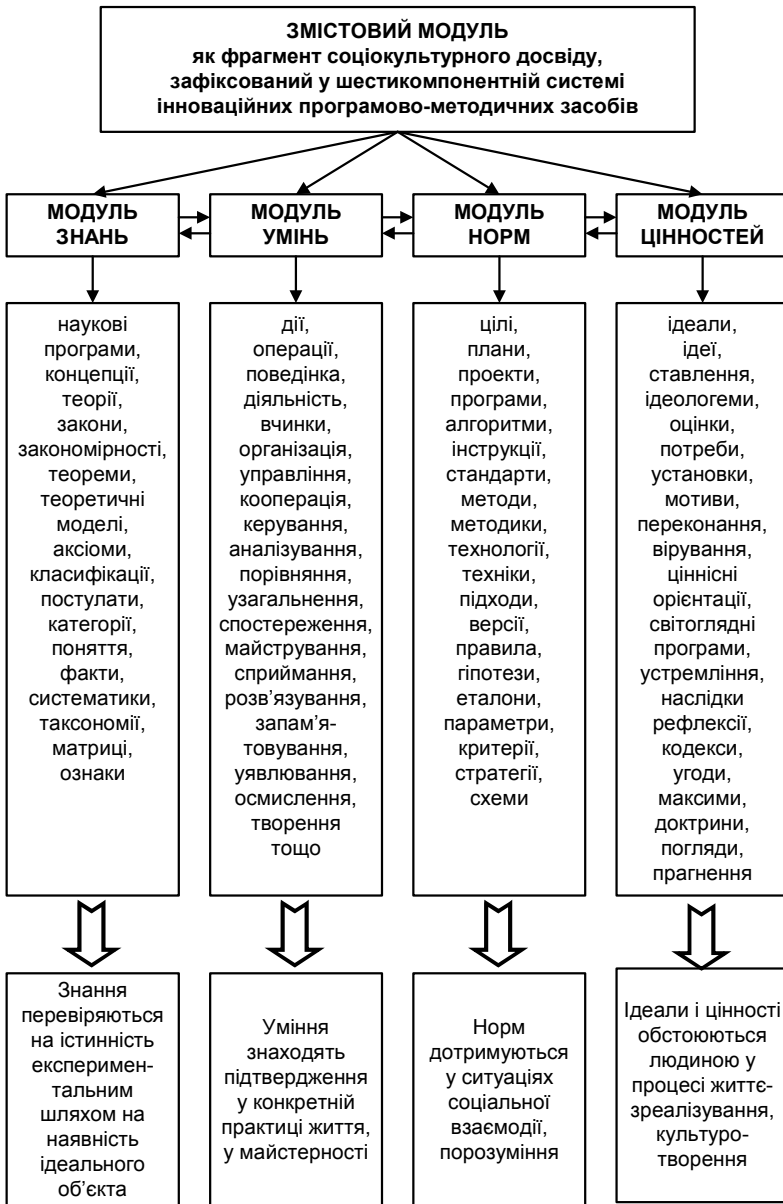 ЗМІСТОВИЙ МОДУЛЬ
як фрагмент соціокультурного досвіду,
зафіксований у шестикомпонентній системі
інноваційних програмово-методичних засобів
МОДУЛЬ
ЗНАНЬ
МОДУЛЬ
УМІНЬ
МОДУЛЬ
НОРМ
МОДУЛЬ
ЦІННОСТЕЙ
наукові
програми,
концепції,
теорії,
закони,
закономірності,
теореми,
теоретичні
моделі,
аксіоми,
класифікації,
постулати,
категорії,
поняття,
факти,
систематики,
таксономії,
матриці,
ознаки
дії,
операції,
поведінка,
діяльність,
вчинки,
організація,
управління,
кооперація,
керування,
аналізування,
порівняння,
узагальнення,
спостереження,
майстрування,
сприймання,
розв’язування,
запам’я-
товування,
уявлювання,
осмислення,
творення
тощо
цілі,
плани,
проекти,
програми,
алгоритми,
інструкції,
стандарти,
методи,
методики,
технології,
техніки,
підходи,
версії,
правила,
гіпотези,
еталони,
параметри,
критерії,
стратегії,
схеми
ідеали,
ідеї,
ставлення,
ідеологеми,
оцінки,
потреби,
установки,
мотиви,
переконання,
вірування,
ціннісні
орієнтації,
світоглядні
програми,
устремління,
наслідки
рефлексії,
кодекси,
угоди,
максими,
доктрини,
погляди,
прагнення
Знання
перевіряються
на істинність
експеримен-
тальним
шляхом на
наявність
ідеального
об’єкта
Уміння
знаходять
підтвердження
у конкретній
практиці життя,
у майстерності
Норм
дотримуються
у ситуаціях
соціальної
взаємодії,
порозуміння
Ідеали і цінності
обстоюються
людиною у
процесі життє-
зреалізування,
культуро-
творення